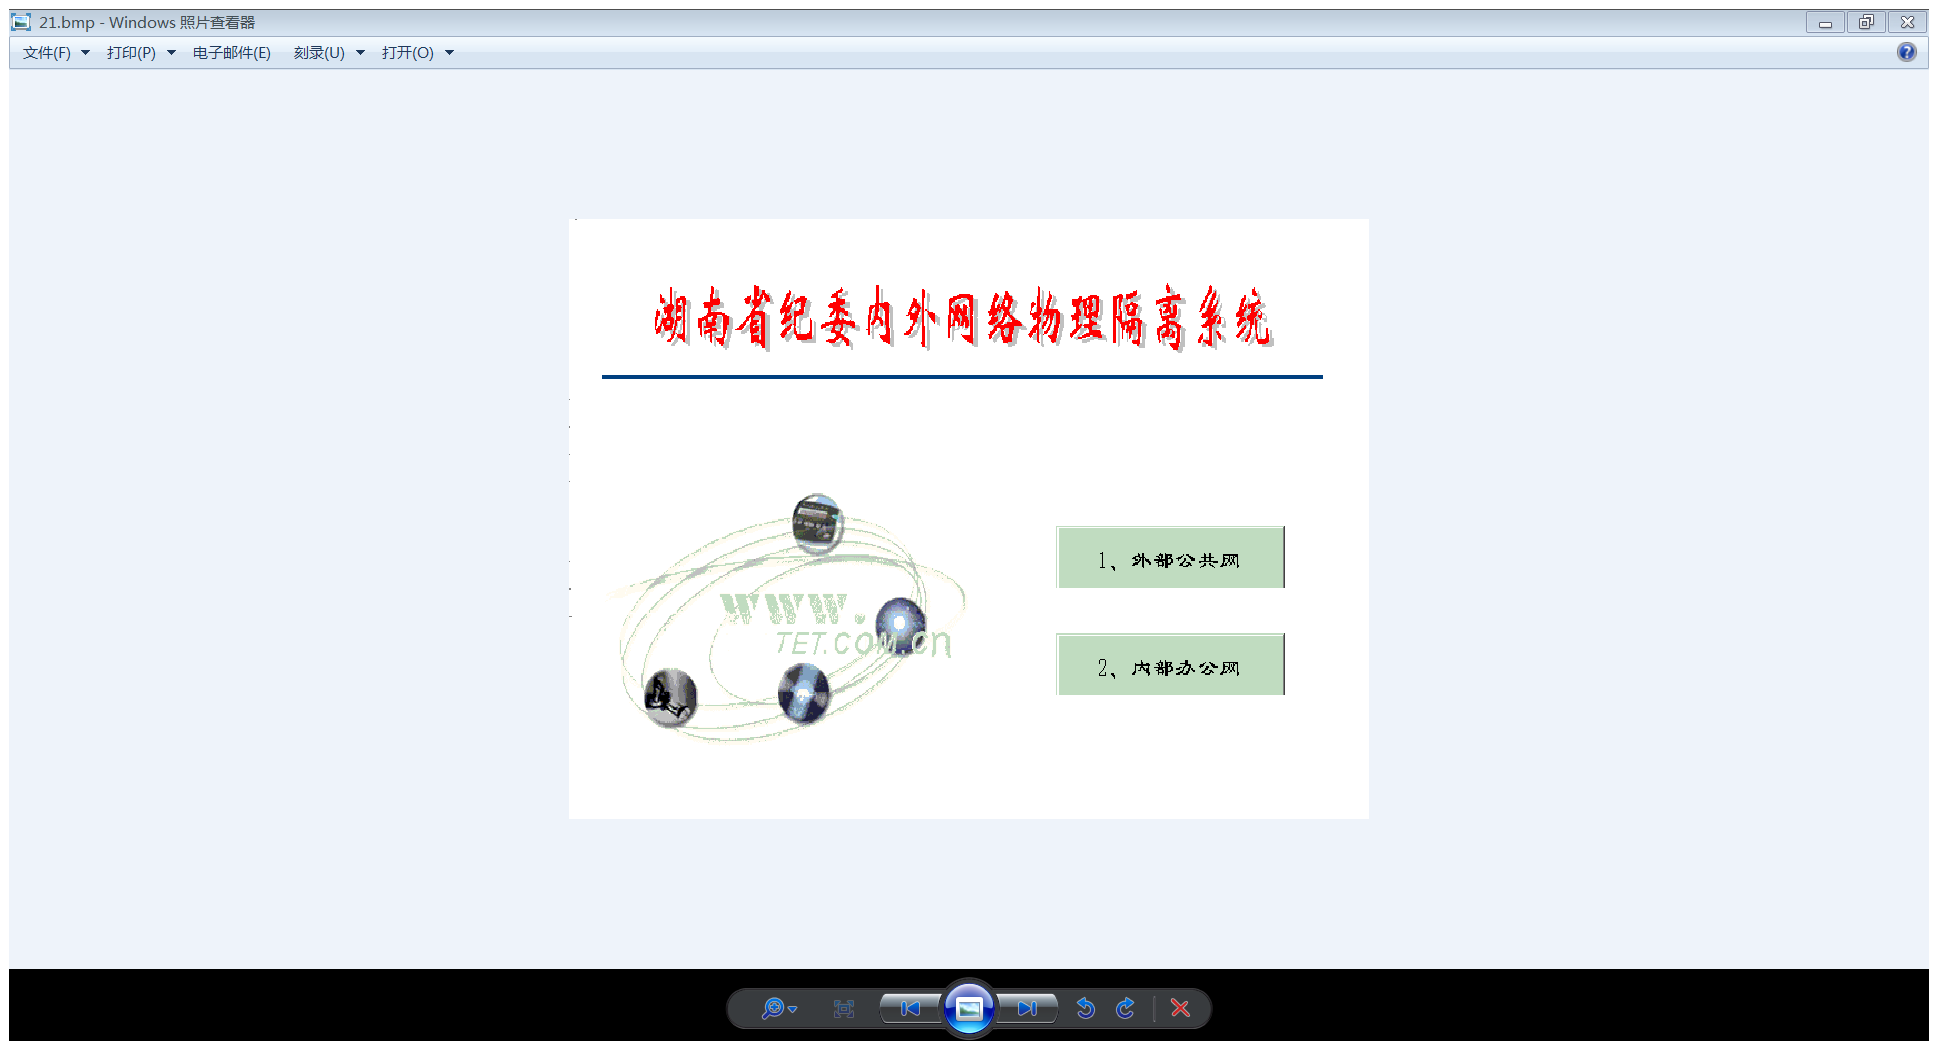 21.bmp - Windows 照片查看器
文件(F) 打印(P) 电子邮件(E) 刻录(U) 打开(O)
湖南省纪委内外网络物理隔离系统
1、外部公共网
WWW.
TET.COM.cn
2、内部办公网